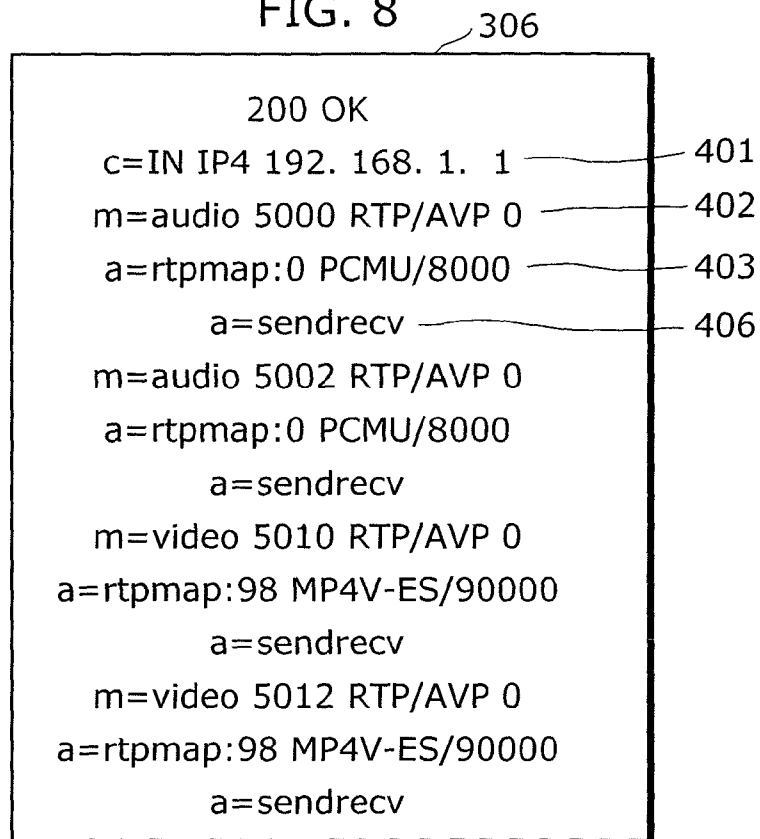 FIG. 8
306
200 OK
c=IN IP4 192. 168. 1. 1
401
m=audio 5000 RTP/AVP 0
402
a=rtpmap:0 PCMU/8000
403
a=sendrecv
406
m=audio 5002 RTP/AVP 0
a=rtpmap:0 PCMU/8000
a=sendrecv
m=video 5010 RTP/AVP 0
a=rtpmap:98 MP4V-ES/90000
a=sendrecv
m=video 5012 RTP/AVP 0
a=rtpmap:98 MP4V-ES/90000
a=sendrecv